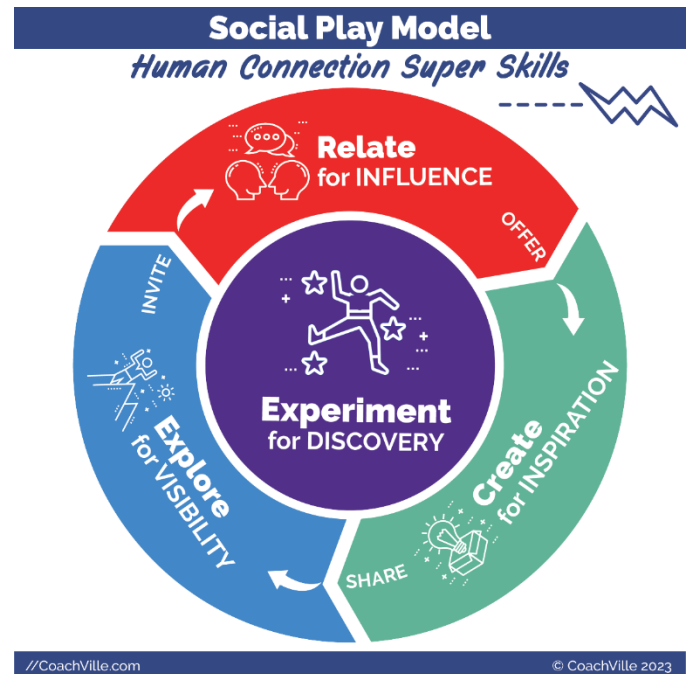 Social Play Model
Human Connection Super Skills
Relate
for INFLUENCE
OFFER
Create
for INSPIRATION
SHARE
Explore
for VISIBILITY
INVITE
Experiment
for DISCOVERY
//CoachVille.com
© CoachVille 2023